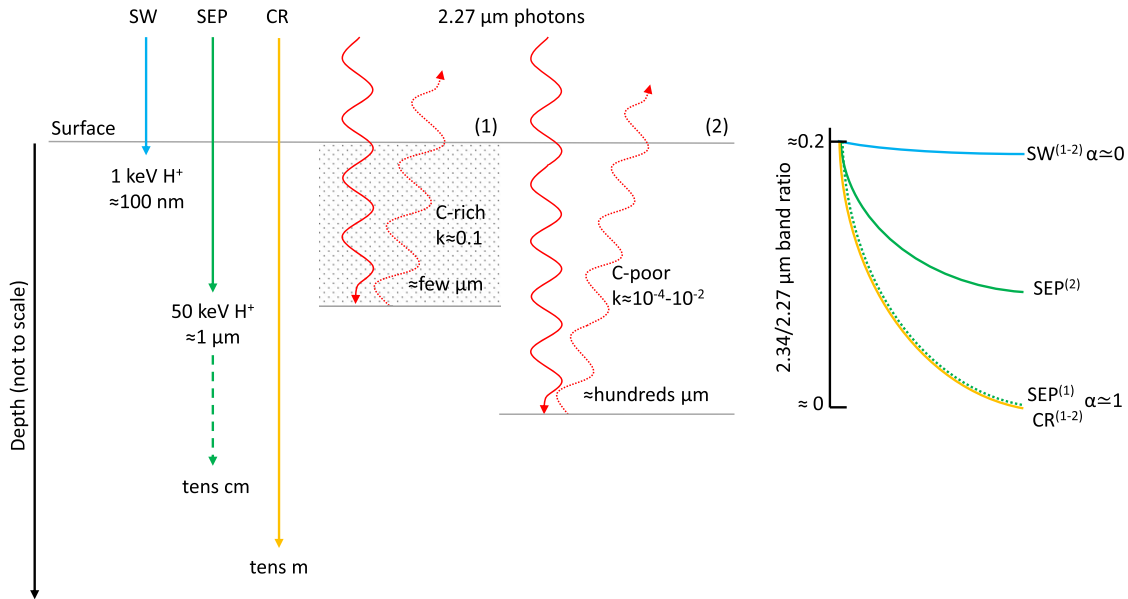 SW
SEP
CR
2.27 µm photons
Surface
(1)
(2)
1 keV H⁺
≈100 nm
C-rich
k≈0.1
≈few µm
50 keV H⁺
≈1 µm
C-poor
k≈10⁻⁴-10⁻²
≈hundreds µm
tens cm
tens m
Depth (not to scale)
2.34/2.27 µm band ratio
≈0.2
≈ 0
SW⁽¹⁻²⁾ α≃0
SEP⁽²⁾
SEP⁽¹⁾ α≃1
CR⁽¹⁻²⁾